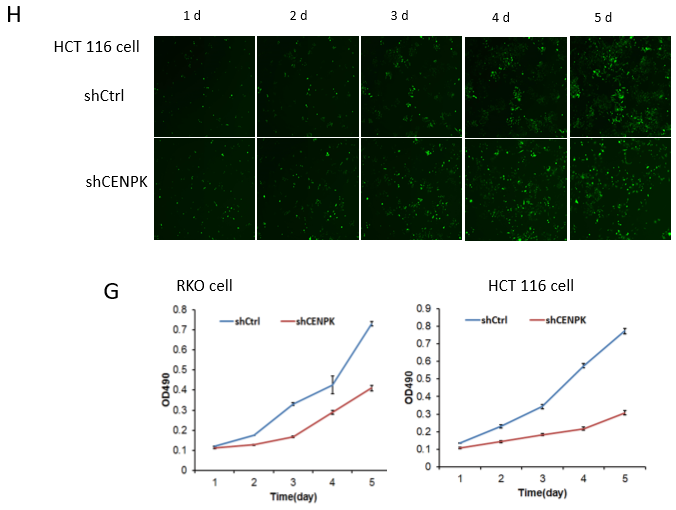 H
1 d 2 d 3 d 4 d 5 d
HCT 116 cell
shCtrl
shCENPK
G
RKO cell
HCT 116 cell
shCtrl shCENPK
OD490
0.8
0.7
0.6
0.5
0.4
0.3
0.2
0.1
0
1 2 3 4 5
Time(day)
shCtrl shCENPK
OD490
0.9
0.8
0.7
0.6
0.5
0.4
0.3
0.2
0.1
0
1 2 3 4 5
Time(day)